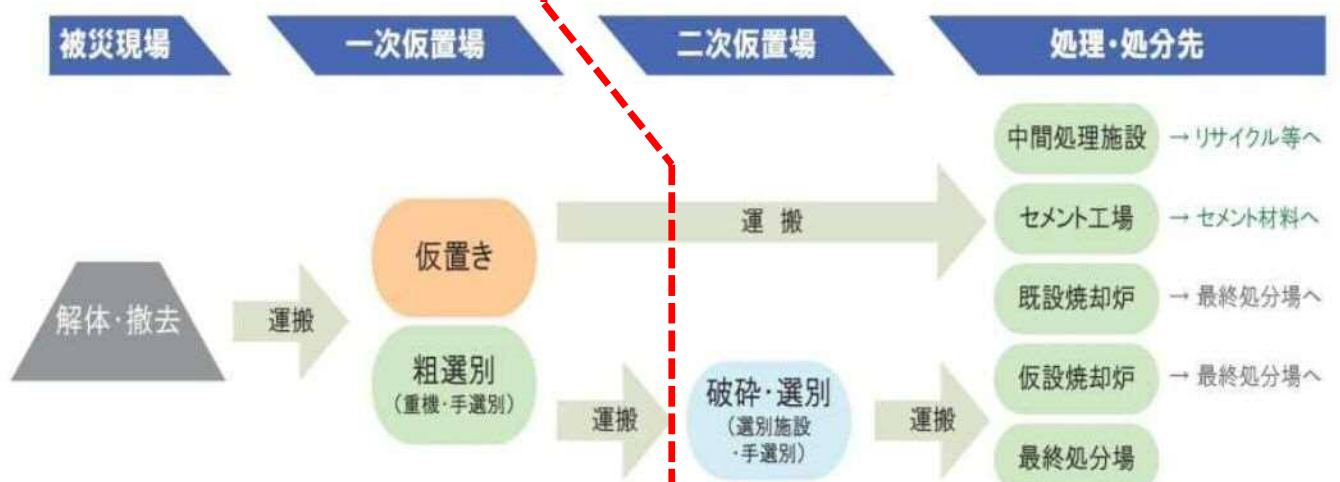 被災現場
一次仮置場
二次仮置場
処理・処分先
解体・撤去
運搬
仮置き
粗選別
(重機・手選別)
運搬
運搬
破砕・選別
(選別施設
・手選別)
運搬
中間処理施設 → リサイクル等へ
セメント工場 → セメント材料へ
既設焼却炉 → 最終処分場へ
仮設焼却炉 → 最終処分場へ
最終処分場